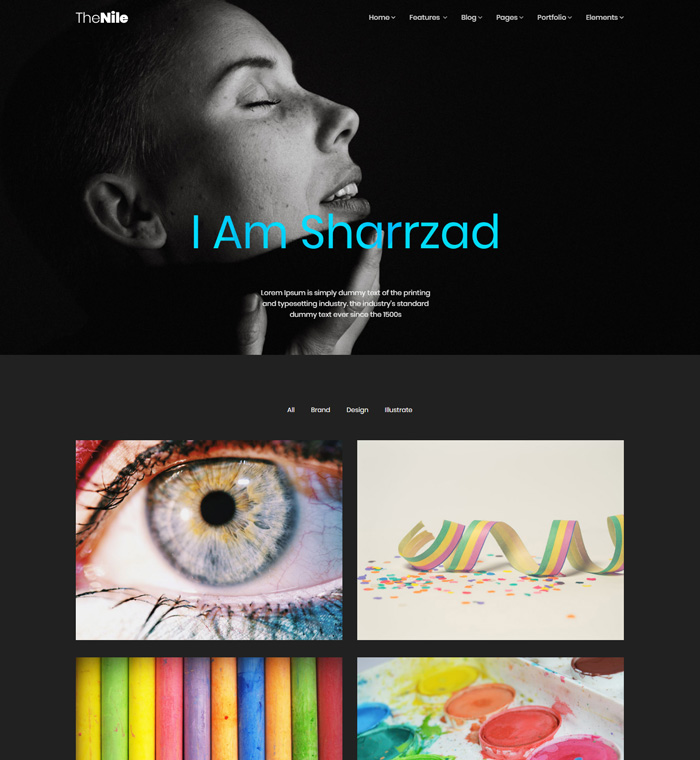 TheNile
Home Features Blog Pages Portfolio Elements
I Am Sharrzad
Lorem Ipsum is simply dummy text of the printing
and typesetting industry. the industry's standard
dummy text ever since the 1500s
All Brand Design Illustrate